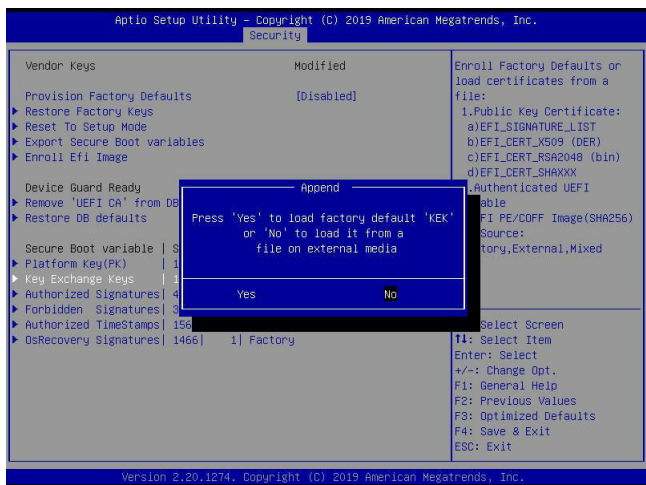 Aptio Setup Utility – Copyright (C) 2019 American Megatrends, Inc.
Security
Vendor Keys Modified
Provision Factory Defaults [Disabled]
Restore Factory Keys
Reset To Setup Mode
Export Secure Boot variables
Enroll Efi Image
Device Guard Ready
Remove 'UEFI CA' from DB
Restore DB defaults
Secure Boot variable | S
Platform Key(PK) | 1
Key Exchange Keys | 1
Authorized Signatures| 4
Forbidden Signatures| 3
Authorized TimeStamps| 156
OsRecovery Signatures| 1466| 1| Factory
Append
Press 'Yes' to load factory default 'KEK'
or 'No' to load it from a
file on external media
Yes No
Enroll Factory Defaults or
load certificates from a
file:
1.Public Key Certificate:
a)EFI_SIGNATURE_LIST
b)EFI_CERT_X509 (DER)
c)EFI_CERT_RSA2048 (bin)
d)EFI_CERT_SHAXXX
.Authenticated UEFI
able
FI PE/COFF Image(SHA256)
Source:
tory,External,Mixed
Select Screen
↑↓: Select Item
Enter: Select
+/-: Change Opt.
F1: General Help
F2: Previous Values
F3: Optimized Defaults
F4: Save & Exit
ESC: Exit
Version 2.20.1274. Copyright (C) 2019 American Megatrends, Inc.